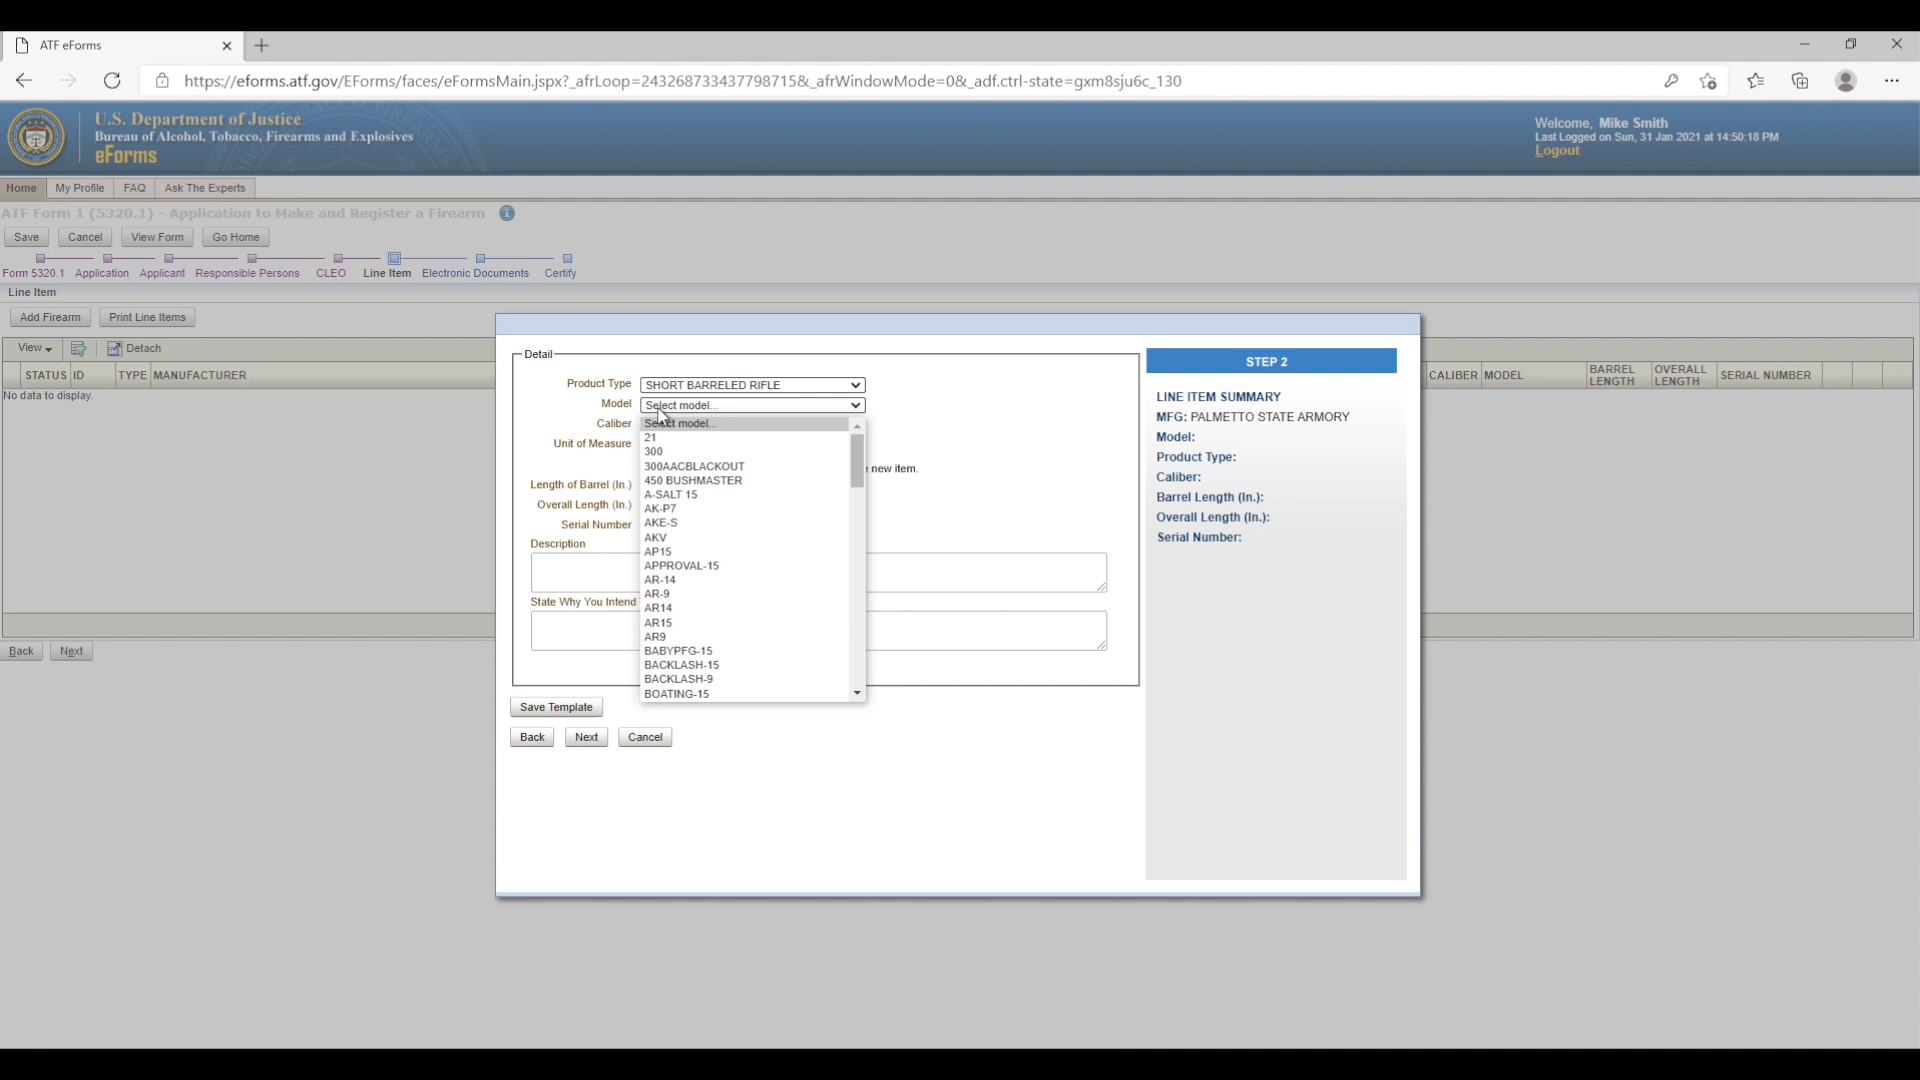 ATF eForms
https://eforms.atf.gov/EForms/faces/eFormsMain.jspx?_afrLoop=243268733437798715&_afrWindowMode=0&_adf.ctrl-state=gxm8sju6c_130
U.S. Department of Justice
Bureau of Alcohol, Tobacco, Firearms and Explosives
eForms
Welcome, Mike Smith
Last Logged on Sun, 31 Jan 2021 at 14:50:18 PM
Logout
Home My Profile FAQ Ask The Experts
ATF Form 1 (5320.1) - Application to Make and Register a Firearm
Save Cancel View Form Go Home
Form 5320.1 Application Applicant Responsible Persons CLEO Line Item Electronic Documents Certify
Line Item
Add Firearm Print Line Items
View Detach
STATUS ID TYPE MANUFACTURER CALIBER MODEL BARREL LENGTH OVERALL LENGTH SERIAL NUMBER
No data to display.
Back Next
Detail
Product Type SHORT BARRELED RIFLE
Model Select model...
Caliber
Unit of Measure
new item.
Length of Barrel (In.)
Overall Length (In.)
Serial Number
Description
State Why You Intend
Select model...
21
300
300AACBLACKOUT
450 BUSHMASTER
A-SALT 15
AK-P7
AKE-S
AKV
AP15
APPROVAL-15
AR-14
AR-9
AR14
AR15
AR9
BABYPFG-15
BACKLASH-15
BACKLASH-9
BOATING-15
Save Template
Back Next Cancel
STEP 2
LINE ITEM SUMMARY
MFG: PALMETTO STATE ARMORY
Model:
Product Type:
Caliber:
Barrel Length (In.):
Overall Length (In.):
Serial Number: